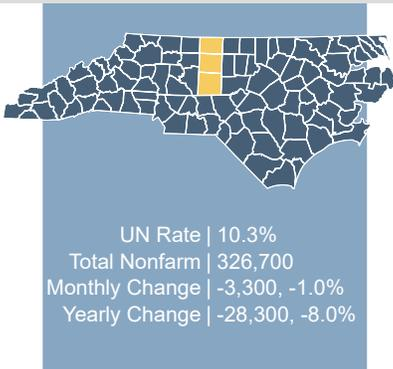 UN Rate | 10.3%
Total Nonfarm | 326,700
Monthly Change | -3,300, -1.0%
Yearly Change | -28,300, -8.0%